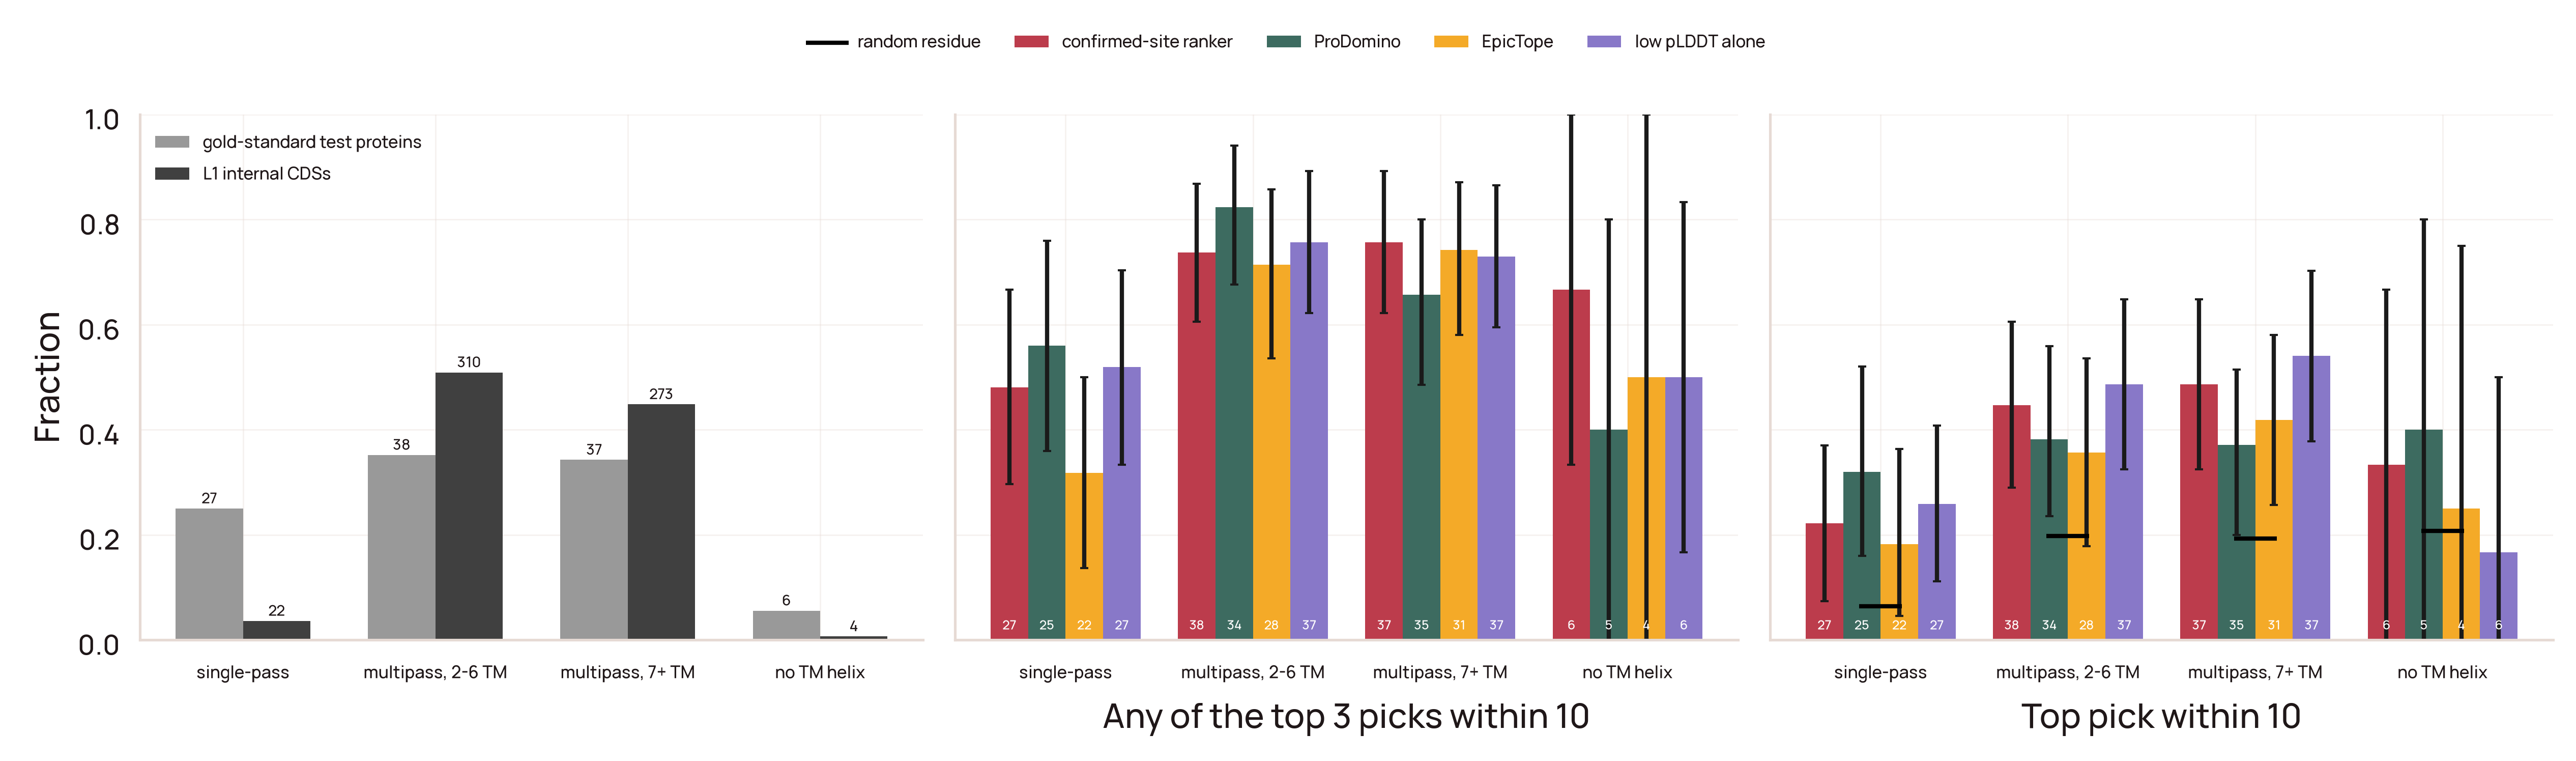 random residue confirmed-site ranker ProDomino EpicTope low pLDDT alone
1.0
0.8
0.6
0.4
0.2
0.0
Fraction
gold-standard test proteins
L1 internal CDSs
27 22 38 310 37 273 6 4
single-pass multipass, 2-6 TM multipass, 7+ TM no TM helix
27 25 22 27 38 34 28 37 37 35 31 37 6 5 4 6
single-pass multipass, 2-6 TM multipass, 7+ TM no TM helix
Any of the top 3 picks within 10
27 25 22 27 38 34 28 37 37 35 31 37 6 5 4 6
single-pass multipass, 2-6 TM multipass, 7+ TM no TM helix
Top pick within 10